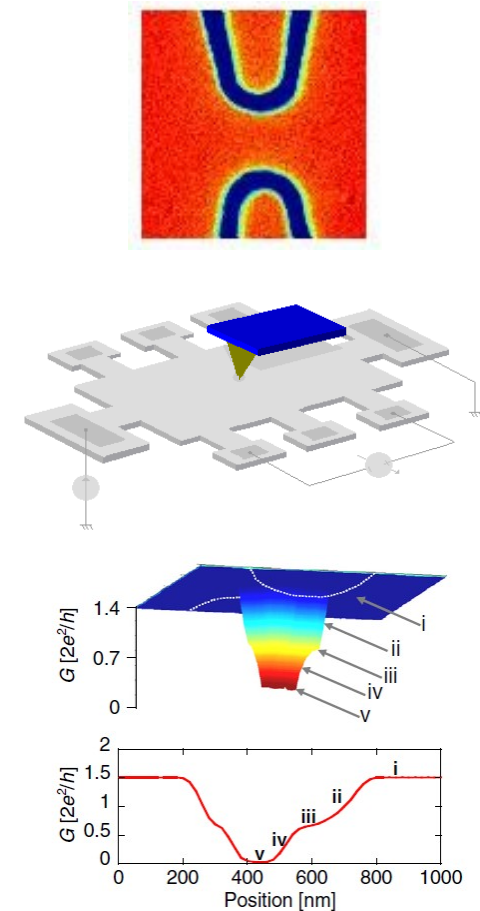 1.4
0.7
0
G [2e²/h]
i
ii
iii
iv
v
2
1.5
1
0.5
0
G [2e²/h]
i
ii
iii
iv
v
0
200
400
600
800
1000
Position [nm]